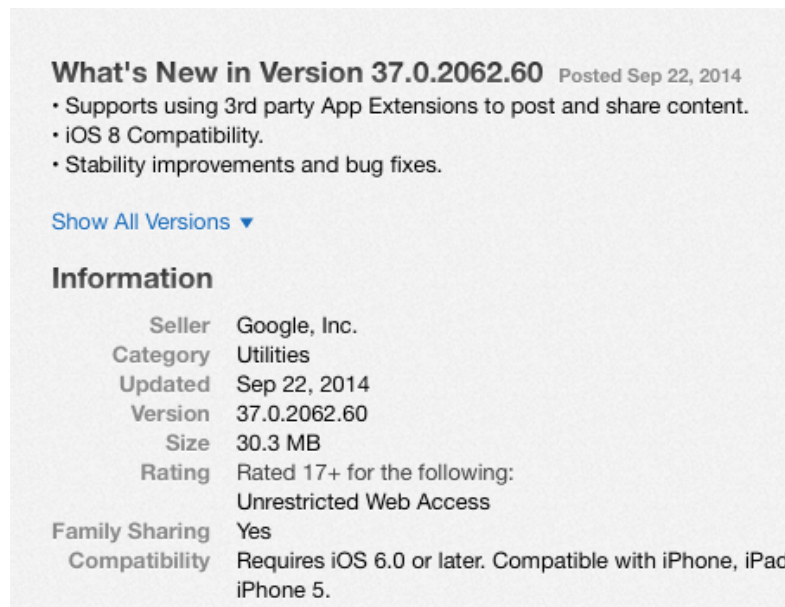 What's New in Version 37.0.2062.60 Posted Sep 22, 2014
• Supports using 3rd party App Extensions to post and share content.
• iOS 8 Compatibility.
• Stability improvements and bug fixes.
Show All Versions ▼
Information
Seller Google, Inc.
Category Utilities
Updated Sep 22, 2014
Version 37.0.2062.60
Size 30.3 MB
Rating Rated 17+ for the following:
Unrestricted Web Access
Family Sharing Yes
Compatibility Requires iOS 6.0 or later. Compatible with iPhone, iPad
iPhone 5.